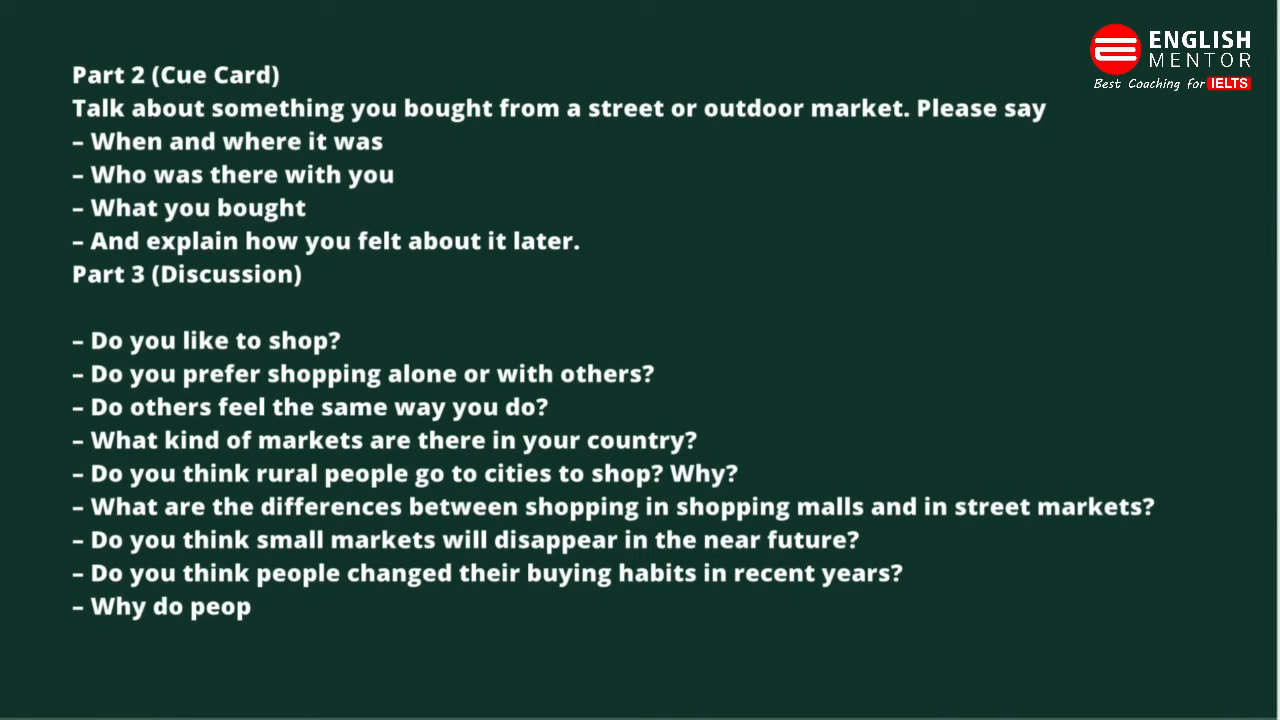 ENGLISH
MENTOR
Best Coaching for IELTS
Part 2 (Cue Card)
Talk about something you bought from a street or outdoor market. Please say
– When and where it was
– Who was there with you
– What you bought
– And explain how you felt about it later.
Part 3 (Discussion)
– Do you like to shop?
– Do you prefer shopping alone or with others?
– Do others feel the same way you do?
– What kind of markets are there in your country?
– Do you think rural people go to cities to shop? Why?
– What are the differences between shopping in shopping malls and in street markets?
– Do you think small markets will disappear in the near future?
– Do you think people changed their buying habits in recent years?
– Why do peop